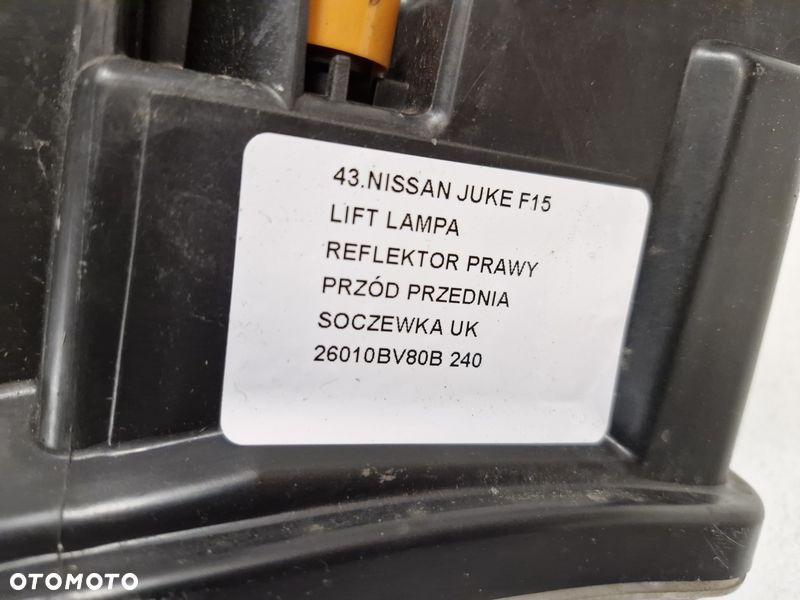 43.NISSAN JUKE F15
LIFT LAMPA
REFLEKTOR PRAWY
PRZÓD PRZEDNIA
SOCZEWKA UK
26010BV80B 240
OTOMOTO